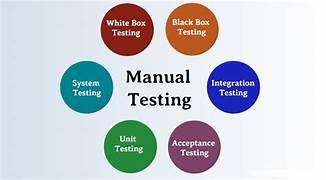 White Box
Testing
Black Box
Testing
System
Testing
Manual
Testing
Integration
Testing
Unit
Testing
Acceptance
Testing